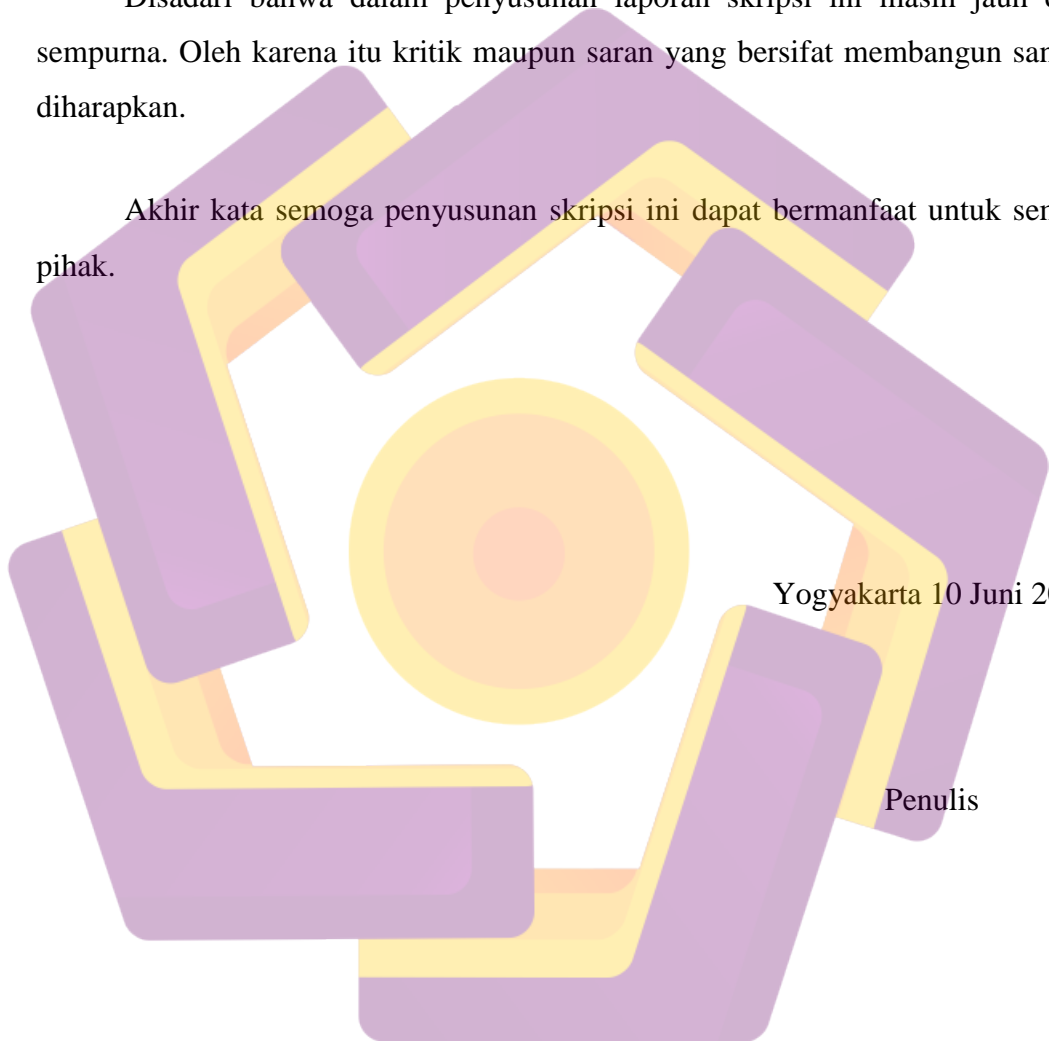 Disadari bahwa dalam penyusunan laporan skripsi ini masih jauh
sempurna. Oleh karena itu kritik maupun saran yang bersifat membangun
diharapkan.
Akhir kata semoga penyusunan skripsi ini dapat bermanfaat untuk
pihak.
Yogyakarta 10 Juni
Penulis